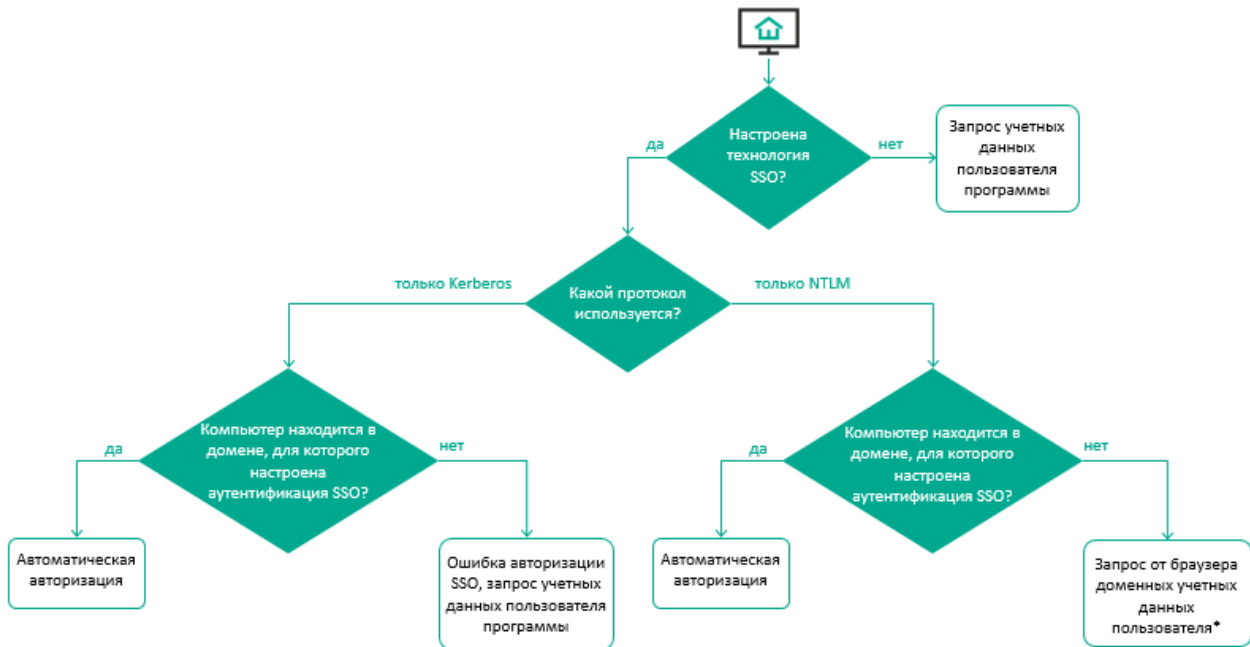 Настроена
технология
SSO?
да
нет
Запрос учетных
данных
пользователя
программы
только Kerberos
Какой протокол
используется?
только NTLM
Компьютер находится в
домене, для которого
настроена
аутентификация SSO?
да
нет
Автоматическая
авторизация
Ошибка авторизации
SSO, запрос учетных
данных пользователя
программы
Компьютер находится в
домене, для которого
настроена
аутентификация SSO?
да
нет
Автоматическая
авторизация
Запрос от браузера
доменных учетных
данных
пользователя*